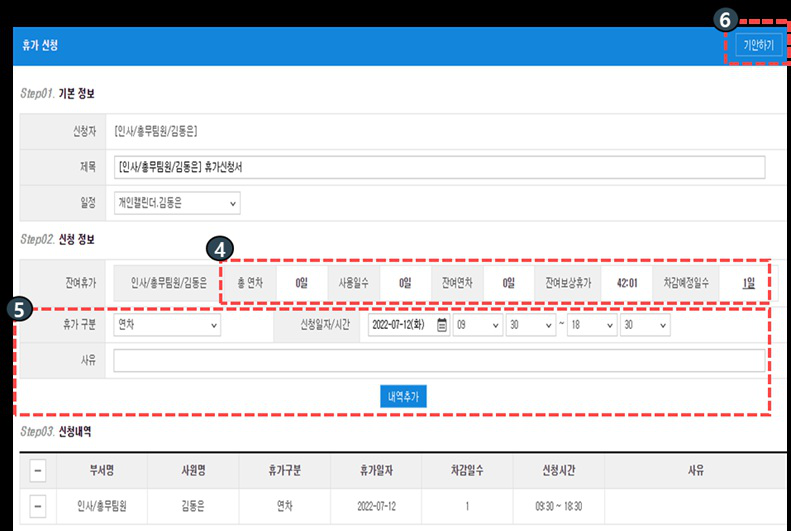 6
휴가 신청 기안하기
Step01. 기본 정보
신청자 [인사/총무팀원/김동은]
제목 [인사/총무팀원/김동은] 휴가신청서
일정 개인캘린더.김동은
Step02. 신청 정보
4
잔여휴가 인사/총무팀원/김동은 총 연차 0일 사용일수 0일 잔여연차 0일 잔여보상휴가 42:01 차감예정일수 1일
5
휴가 구분 연차 신청일자/시간 2022-07-12(화) 09 30 ~ 18 30
사유
내역추가
Step03. 신청내역
부서명 사원명 휴가구분 휴가일자 차감일수 신청시간 사유
인사/총무팀원 김동은 연차 2022-07-12 1 09:30 ~ 18:30